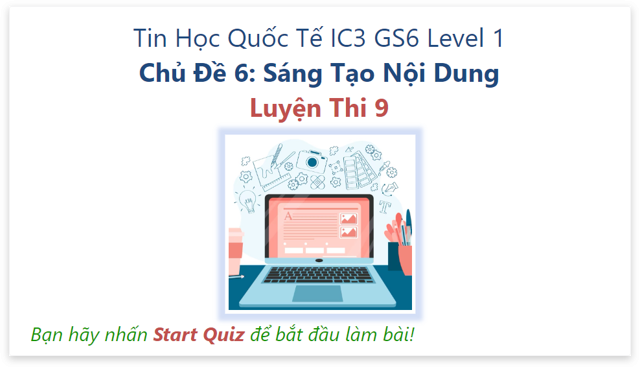 Tin Học Quốc Tế IC3 GS6 Level 1
Chủ Đề 6: Sáng Tạo Nội Dung
Luyện Thi 9
Bạn hãy nhấn Start Quiz để bắt đầu làm bài!